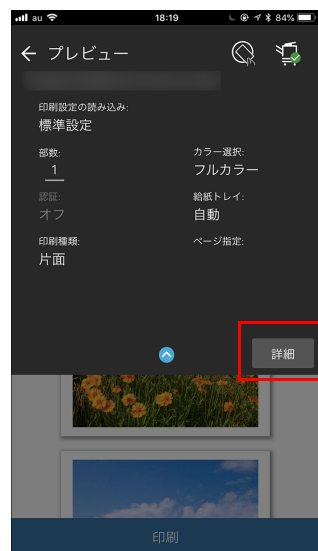 au 18:19 84%
プレビュー
印刷設定の読み込み:
標準設定
部数: カラー選択:
1 フルカラー
認証: 給紙トレイ:
オフ 自動
印刷種類: ページ指定:
片面
詳細
印刷